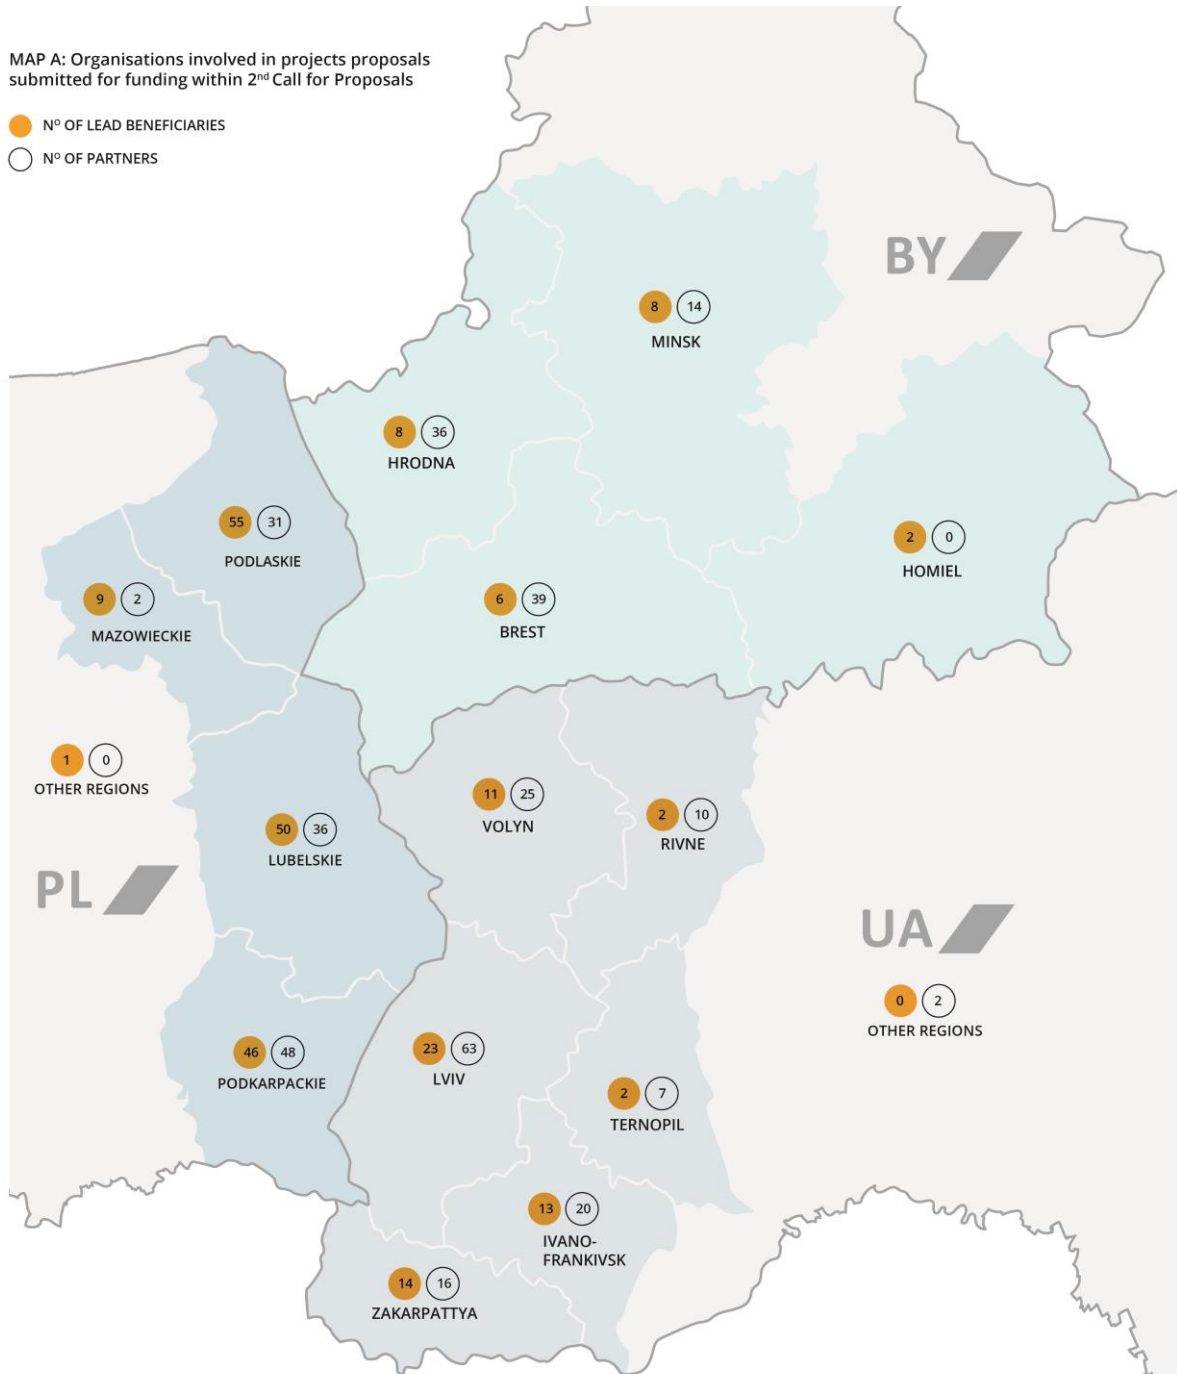 MAP A: Organisations involved in projects proposals
submitted for funding within 2nd Call for Proposals
Nº OF LEAD BENEFICIARIES
Nº OF PARTNERS
BY
8 14
MINSK
8 36
HRODNA
55 31
PODLASKIE
2 0
HOMIEL
9 2
MAZOWIECKIE
6 39
BREST
1 0
OTHER REGIONS
11 25
VOLYN
2 10
RIVNE
50 36
LUBELSKIE
PL
UA
0 2
OTHER REGIONS
46 48
PODKARPACKIE
23 63
LVIV
2 7
TERNOPIL
13 20
IVANO-
FRANKIVSK
14 16
ZAKARPATTYA